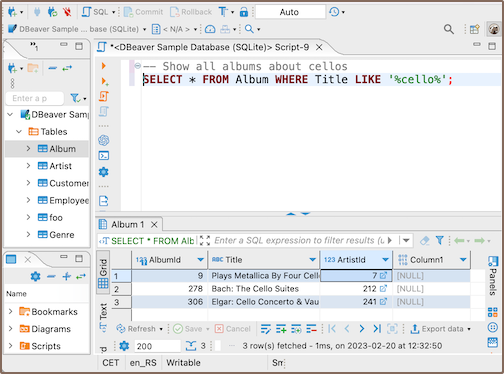 SQL
Commit
Rollback
T
Auto
DBeaver Sample ... base (SQLite)
< N/A >
*<DBeaver Sample Database (SQLite)> Script-9
Enter a p
DBeaver Sam
Tables
Album
Artist
Customer
Employee
foo
Genre
-- Show all albums about cellos
SELECT * FROM Album WHERE Title LIKE '%cello%';
Name
Bookmarks
Diagrams
Scripts
Album 1
SELECT * FROM Alb
Enter a SQL expression to filter results (
Grid
Text
Panels
123 AlbumId ABC Title 123 ArtistId Column1
1 9 Plays Metallica By Four Cell 7 [NULL]
2 278 Bach: The Cello Suites 212 [NULL]
3 306 Elgar: Cello Concerto & Vau 241 [NULL]
Refresh Save Cancel Export data
200 3 3 row(s) fetched - 1ms, on 2023-02-20 at 12:32:50
CET en_RS Writable Sm